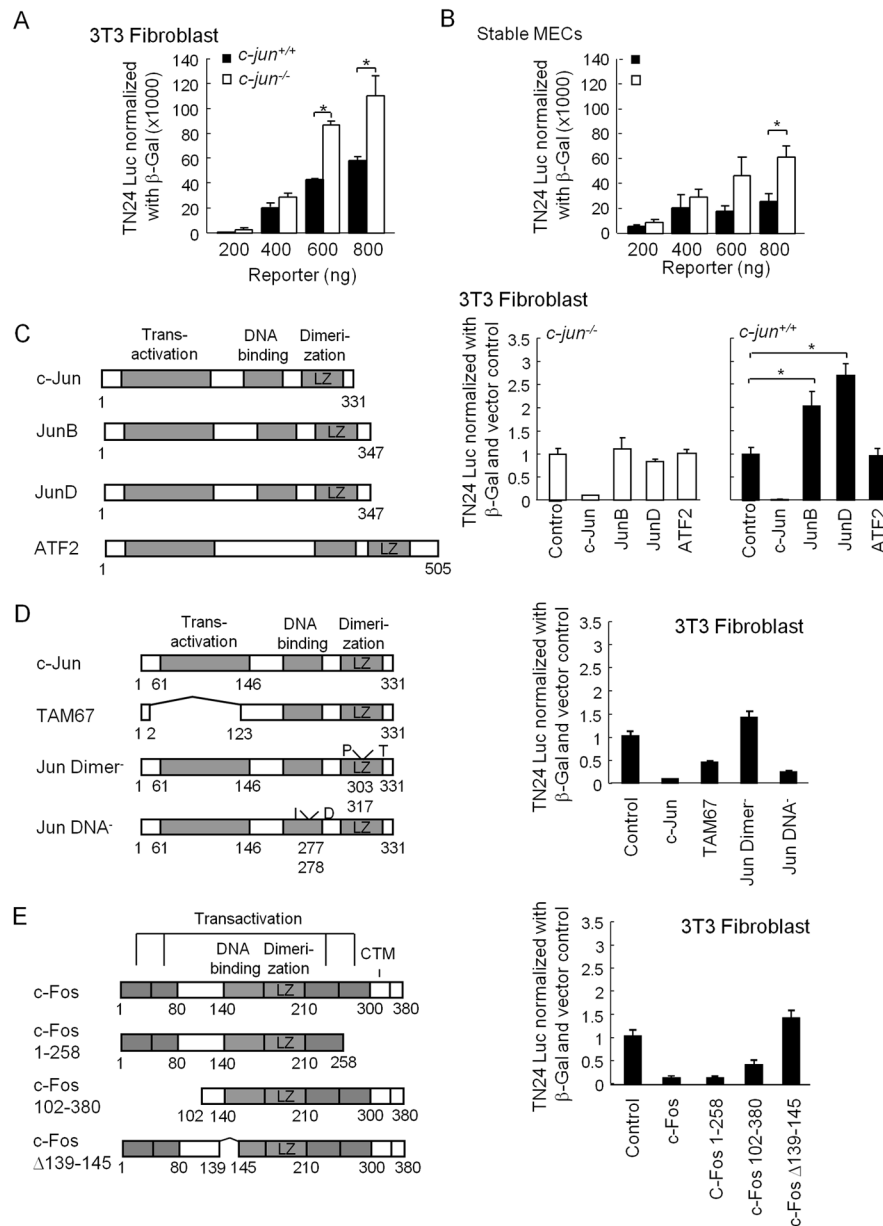 A
3T3 Fibroblast
TN24 Luc normalized
with β-Gal (x1000)
140
120
100
80
60
40
20
0
c-jun+/+
c-jun-/-
*
*
200 400 600 800
Reporter (ng)
B
Stable MECs
TN24 Luc normalized
with β-Gal (x1000)
140
120
100
80
60
40
20
0
*
200 400 600 800
Reporter (ng)
C
Trans-
activation
DNA
binding
Dimeri-
zation
c-Jun
LZ
1 331
JunB
LZ
1 347
JunD
LZ
1 347
ATF2
LZ
1 505
3T3 Fibroblast
TN24 Luc normalized with
β-Gal and vector control
c-jun-/-
3.5
3
2.5
2
1.5
1
0.5
0
Control
c-Jun
JunB
JunD
ATF2
c-jun+/+
*
*
Control
c-Jun
JunB
JunD
ATF2
D
Trans-
activation
DNA
binding
Dimeri-
zation
c-Jun
LZ
1 61 146 331
TAM67
LZ
1 2 123 331
Jun Dimer-
P T
LZ
1 61 146 303 331
317
Jun DNA-
I D
LZ
1 61 146 277 331
278
3T3 Fibroblast
TN24 Luc normalized with
β-Gal and vector control
3.5
3
2.5
2
1.5
1
0.5
0
Control
c-Jun
TAM67
Jun Dimer-
Jun DNA-
E
Transactivation
DNA
binding
Dimeri-
zation
CTM
c-Fos
LZ
1 80 140 210 300 380
c-Fos
1-258
LZ
1 80 140 210 258
c-Fos
102-380
LZ
102 140 210 300 380
c-Fos
Δ139-145
LZ
1 80 139 145 210 300 380
3T3 Fibroblast
TN24 Luc normalized with
β-Gal and vector control
3.5
3
2.5
2
1.5
1
0.5
0
Control
c-Fos
C-Fos 1-258
c-Fos 102-380
c-Fos Δ139-145